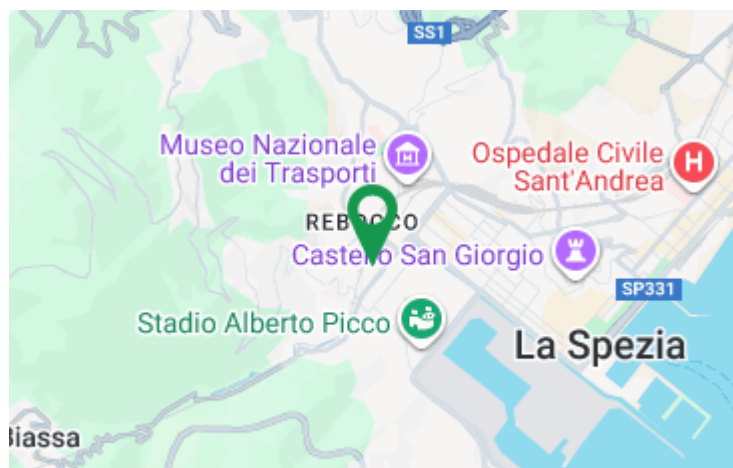 SS1
Museo Nazionale
dei Trasporti
Ospedale Civile
Sant'Andrea
H
REBOCCO
Castello San Giorgio
SP331
Stadio Alberto Picco
La Spezia
Biassa